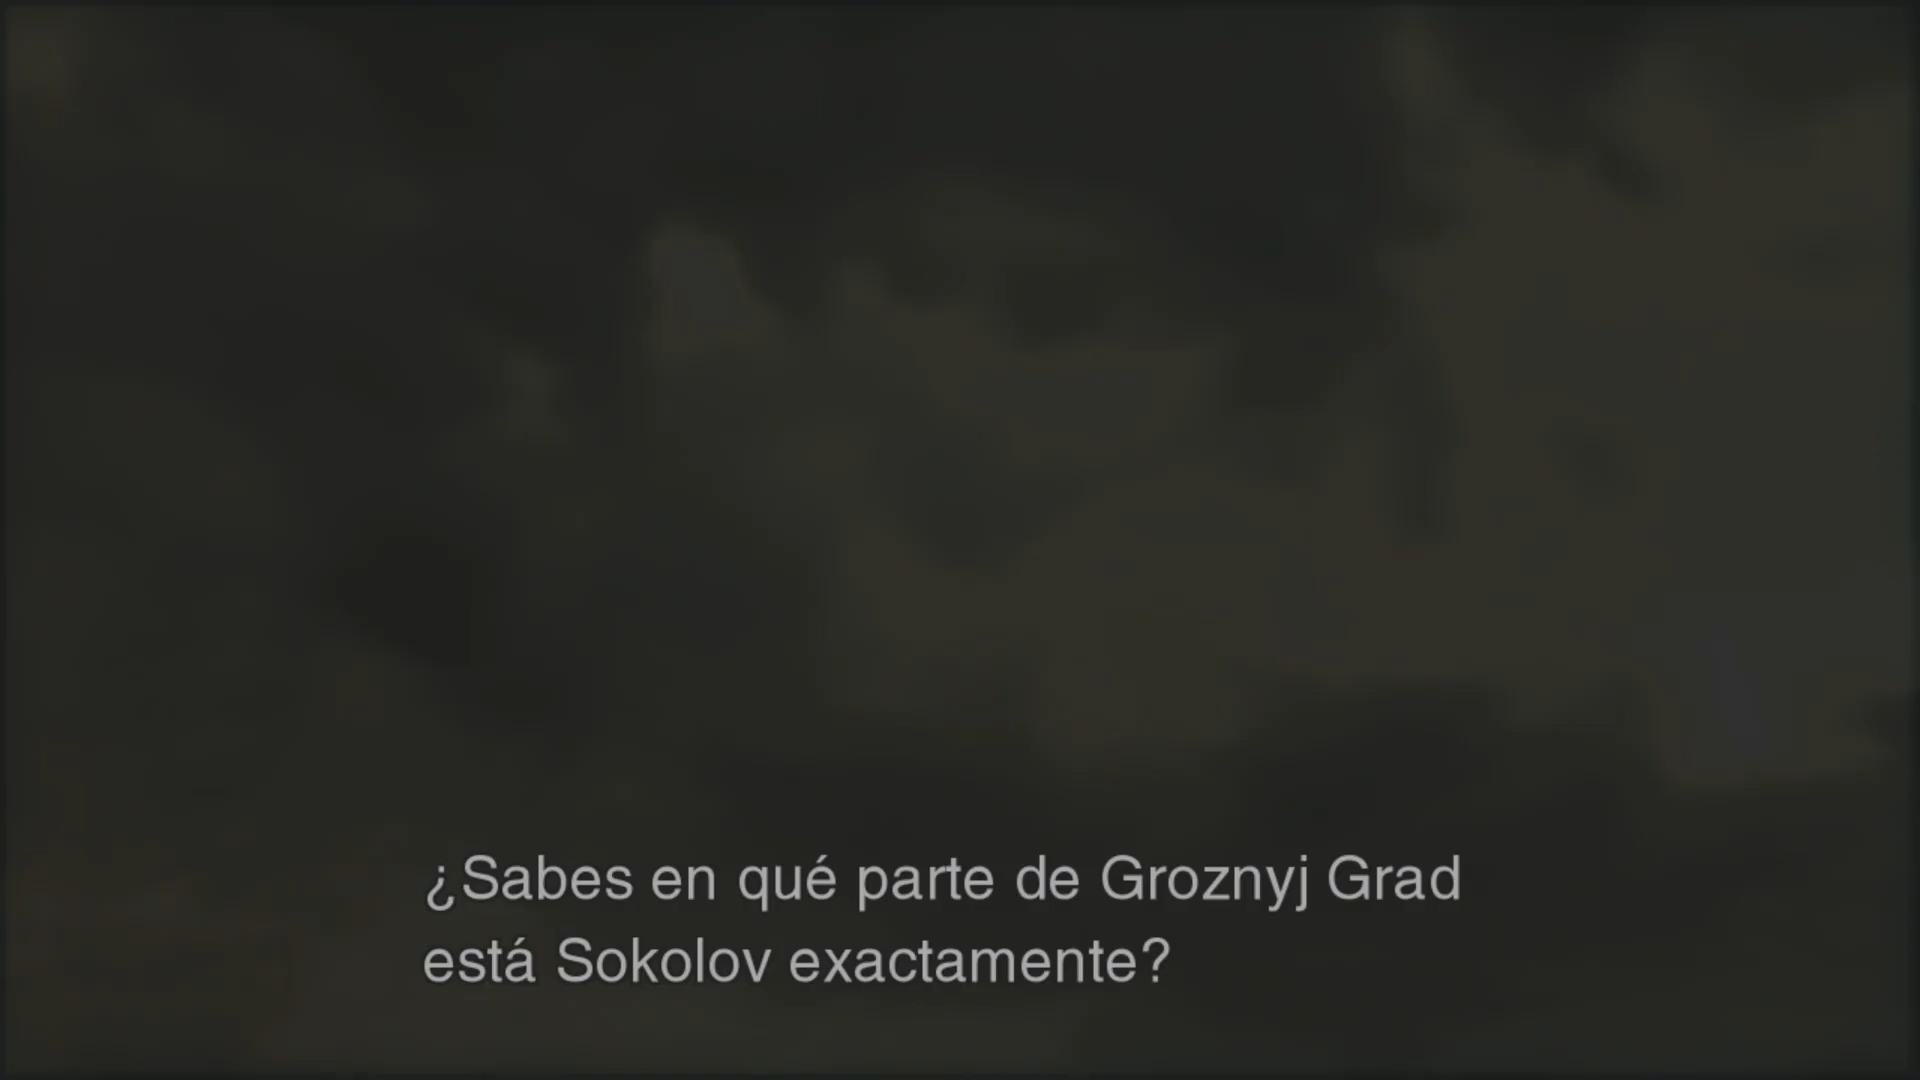 ¿Sabes en qué parte de Groznyj Grad
está Sokolov exactamente?